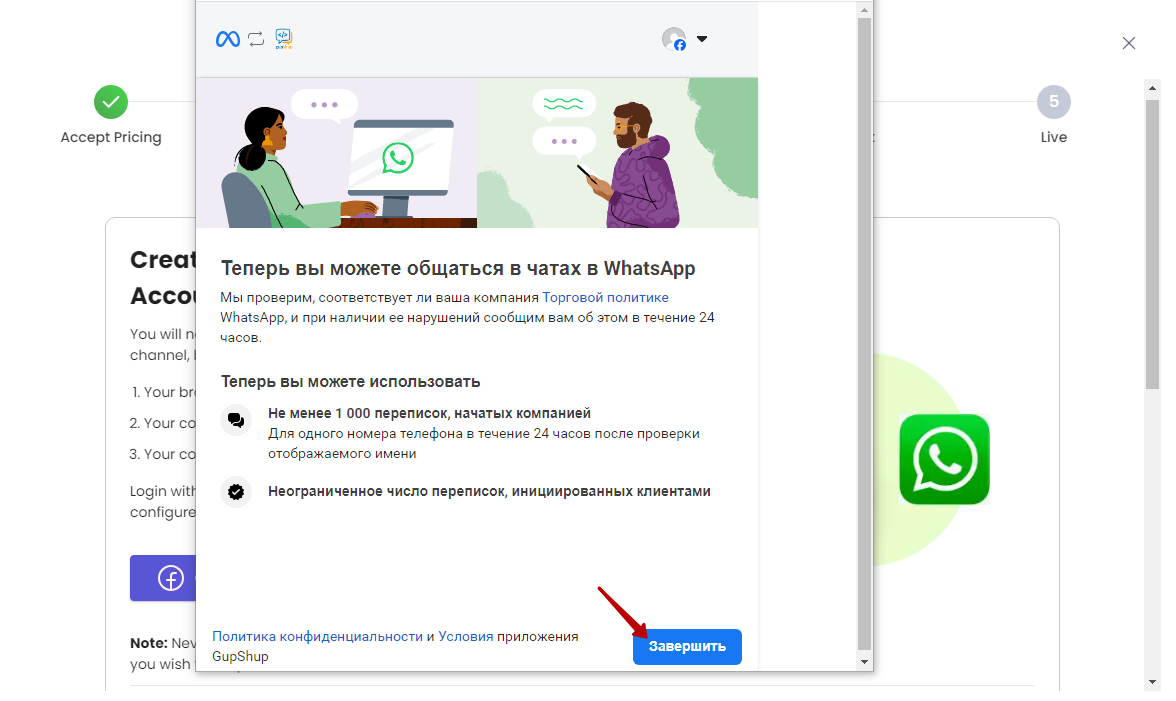 Accept Pricing
5
Live
Creat
Accou
You will n
channel,
1. Your br
2. Your co
3. Your co
Login with
configure
Note: Nev
you wish
Теперь вы можете общаться в чатах в WhatsApp
Мы проверим, соответствует ли ваша компания Торговой политике
WhatsApp, и при наличии ее нарушений сообщим вам об этом в течение 24
часов.
Теперь вы можете использовать
Не менее 1 000 переписок, начатых компанией
Для одного номера телефона в течение 24 часов после проверки
отображаемого имени
Неограниченное число переписок, инициированных клиентами
Политика конфиденциальности и Условия приложения
GupShup
Завершить